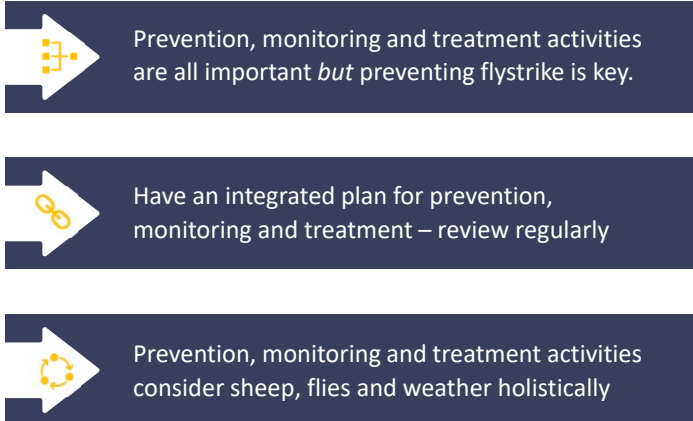 Prevention, monitoring and treatment activities
are all important but preventing flystrike is key.
Have an integrated plan for prevention,
monitoring and treatment – review regularly
Prevention, monitoring and treatment activities
consider sheep, flies and weather holistically